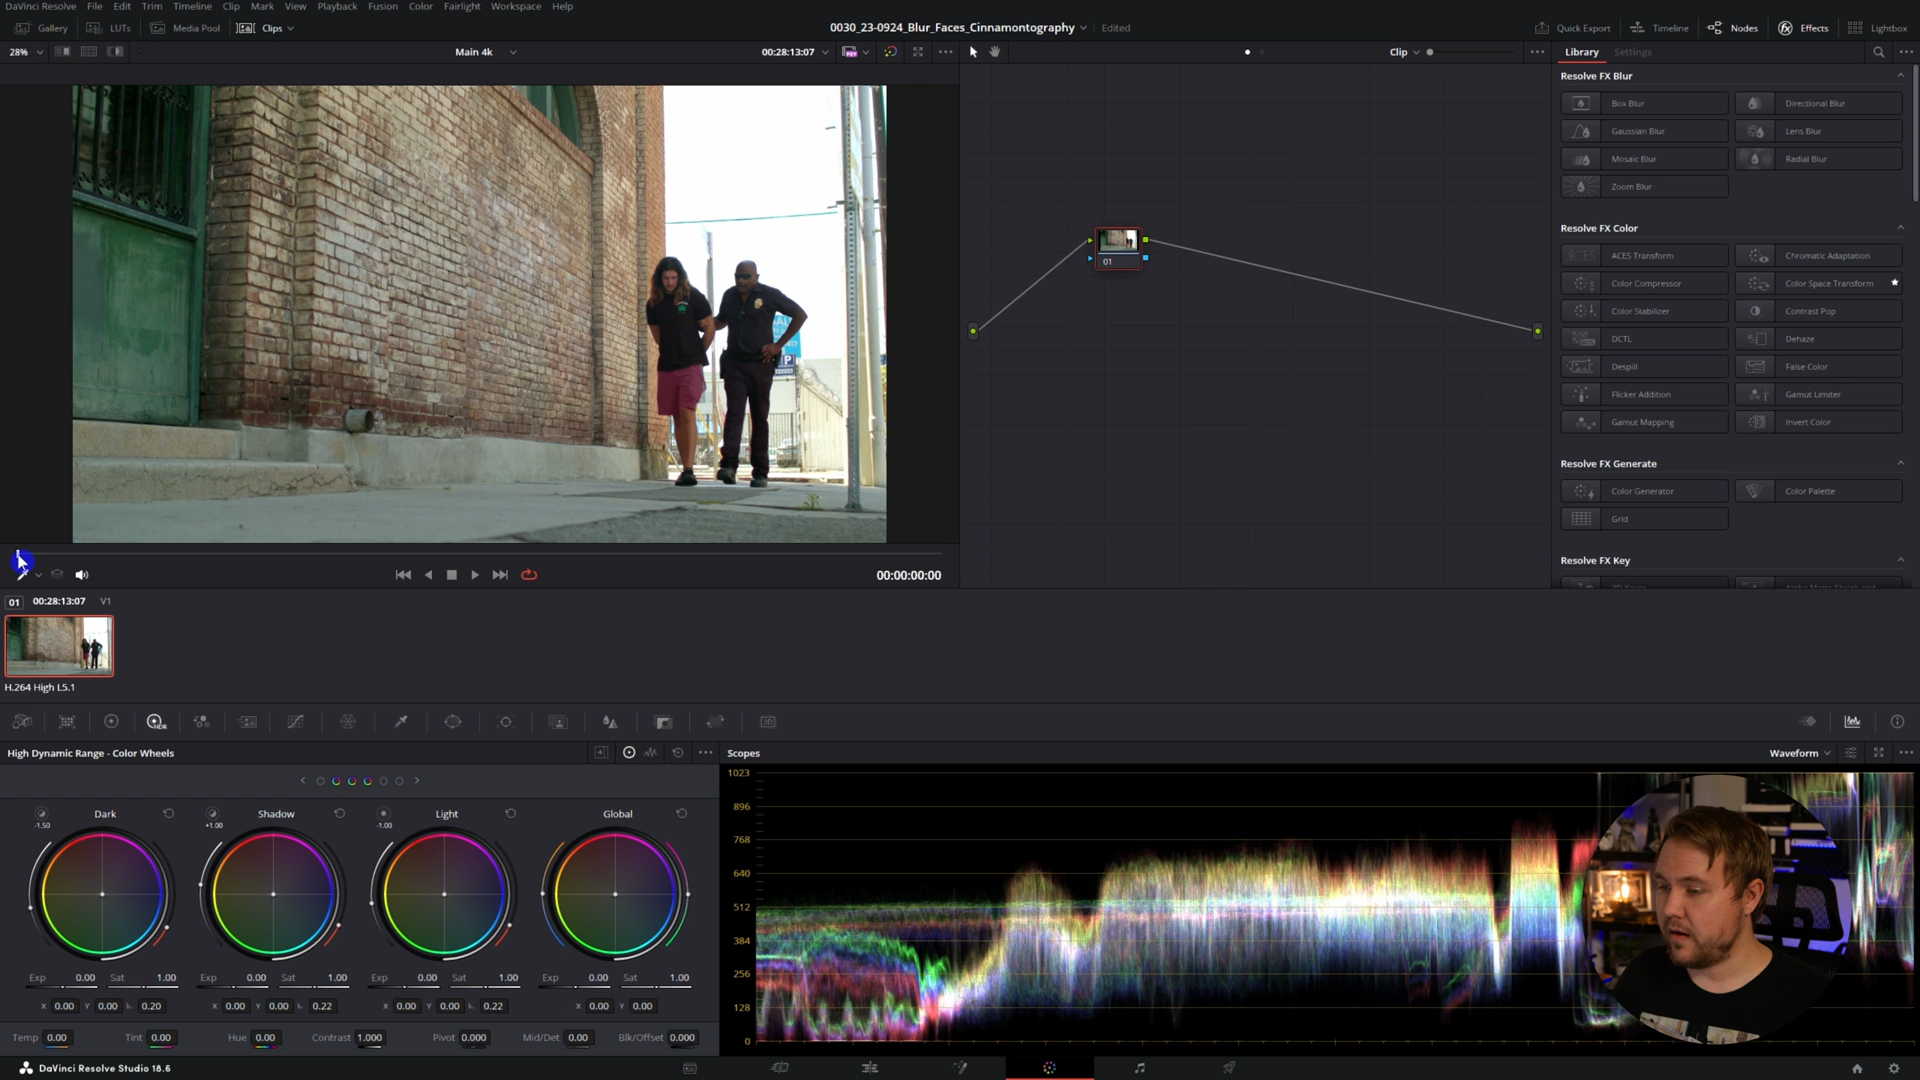 DaVinci Resolve File Edit Trim Timeline Clip Mark View Playback Fusion Color Fairlight Workspace Help
Gallery LUTs Media Pool Clips 0030_23-0924_Blur_Faces_Cinnamontography Edited Quick Export Timeline Nodes Effects Lightbox
28% Main 4k 00:28:13:07 Clip Library Settings
Resolve FX Blur
Box Blur Directional Blur
Gaussian Blur Lens Blur
Mosaic Blur Radial Blur
Zoom Blur
Resolve FX Color
ACES Transform Chromatic Adaptation
Color Compressor Color Space Transform
Color Stabilizer Contrast Pop
DCTL Dehaze
Despill False Color
Flicker Addition Gamut Limiter
Gamut Mapping Invert Color
Resolve FX Generate
Color Generator Color Palette
Grid
Resolve FX Key
01
00:00:00:00
01 00:28:13:07 V1
H.264 High L5.1
HDR
3D
High Dynamic Range - Color Wheels
Scopes Waveform
Dark Shadow Light Global
-1.50 +1.00 -1.00
Exp 0.00 Sat 1.00 Exp 0.00 Sat 1.00 Exp 0.00 Sat 1.00 Exp 0.00 Sat 1.00
X 0.00 Y 0.00 0.20 X 0.00 Y 0.00 0.22 X 0.00 Y 0.00 0.22 X 0.00 Y 0.00
Temp 0.00 Tint 0.00 Hue 0.00 Contrast 1.000 Pivot 0.000 Mid/Det 0.00 Blk/Offset 0.000
1023
896
768
640
512
384
256
128
0
DaVinci Resolve Studio 18.6